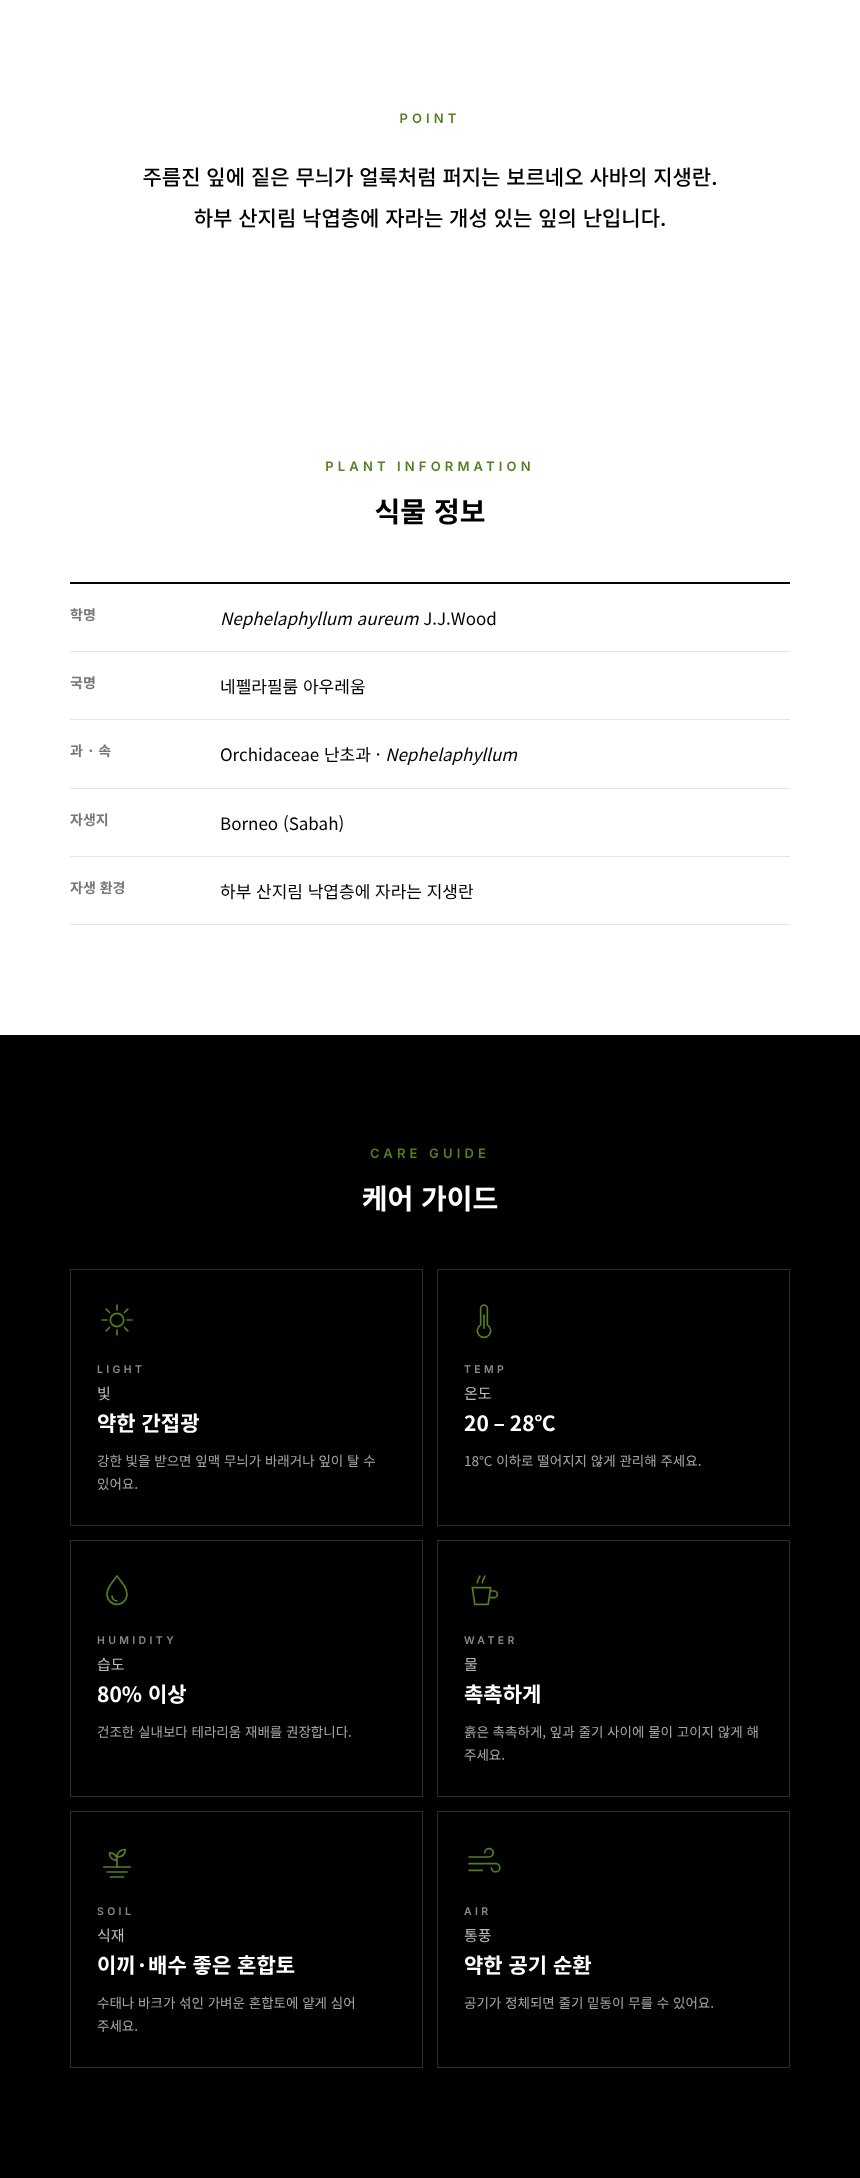 POINT
주름진 잎에 짙은 무늬가 얼룩처럼 퍼지는 보르네오 사바의 지생란.
하부 산지림 낙엽층에 자라는 개성 있는 잎의 난입니다.
PLANT INFORMATION
식물 정보
학명 Nephelaphyllum aureum J.J.Wood
국명 네펠라필룸 아우레움
과 · 속 Orchidaceae 난초과 · Nephelaphyllum
자생지 Borneo (Sabah)
자생 환경 하부 산지림 낙엽층에 자라는 지생란
CARE GUIDE
케어 가이드
LIGHT
빛
약한 간접광
강한 빛을 받으면 잎맥 무늬가 바래거나 잎이 탈 수
있어요.
TEMP
온도
20 – 28℃
18℃ 이하로 떨어지지 않게 관리해 주세요.
HUMIDITY
습도
80% 이상
건조한 실내보다 테라리움 재배를 권장합니다.
WATER
물
촉촉하게
흙은 촉촉하게, 잎과 줄기 사이에 물이 고이지 않게 해
주세요.
SOIL
식재
이끼·배수 좋은 혼합토
수태나 바크가 섞인 가벼운 혼합토에 얕게 심어
주세요.
AIR
통풍
약한 공기 순환
공기가 정체되면 줄기 밑동이 무를 수 있어요.